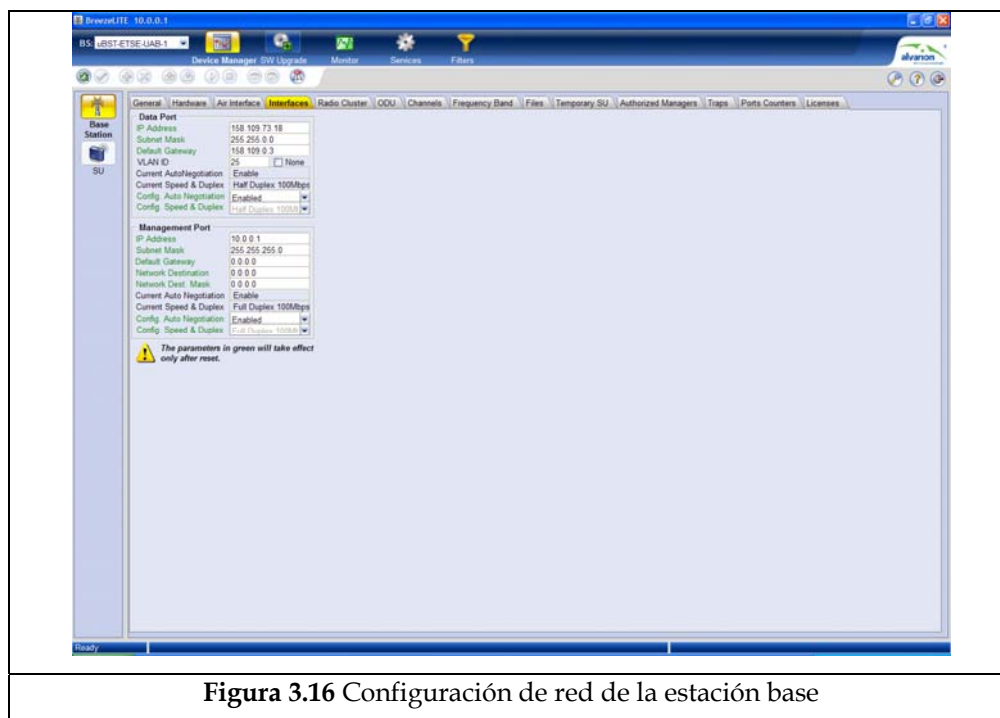 BreezeLITE 10.0.0.1
BS: uBST-ETSE-UAB-1
Device Manager SW Upgrade Monitor Services Filters
alvarion
General Hardware Air Interface Interfaces Radio Cluster ODU Channels Frequency Band Files Temporary SU Authorized Managers Traps Ports Counters Licenses
Base Station
SU
Data Port
IP Address 158.109.73.18
Subnet Mask 255.255.0.0
Default Gateway 158.109.0.3
VLAN ID 25 None
Current AutoNegotiation Enable
Current Speed & Duplex Half Duplex 100Mbps
Config. Auto Negotiation Enabled
Config. Speed & Duplex Half Duplex 100M
Management Port
IP Address 10.0.0.1
Subnet Mask 255.255.255.0
Default Gateway 0.0.0.0
Network Destination 0.0.0.0
Network Dest. Mask 0.0.0.0
Current Auto Negotiation Enable
Current Speed & Duplex Full Duplex 100Mbps
Config. Auto Negotiation Enabled
Config. Speed & Duplex Full Duplex 100M
The parameters in green will take effect
only after reset.
Ready
Figura 3.16 Configuración de red de la estación base